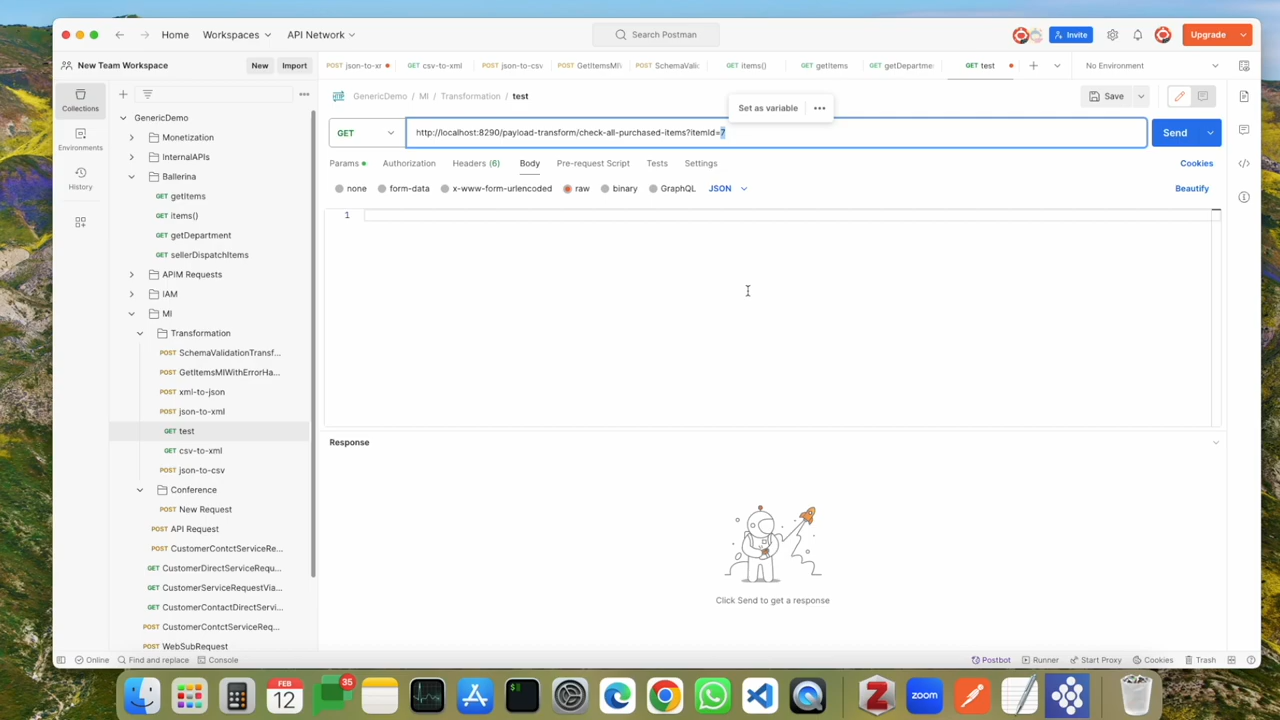 Home
Workspaces
API Network
Search Postman
Invite
Upgrade
New Team Workspace
New
Import
POST json-to-xr
GET csv-to-xml
POST json-to-csv
POST GetItemsMI
POST SchemaValic
GET items()
GET getItems
GET getDepartme
GET test
No Environment
Collections
Environments
History
GenericDemo
Monetization
InternalAPIs
Ballerina
GET getItems
GET items()
GET getDepartment
GET sellerDispatchItems
APIM Requests
IAM
MI
Transformation
POST SchemaValidationTransf...
POST GetItemsMIWithErrorHa...
POST xml-to-json
POST json-to-xml
GET test
GET csv-to-xml
POST json-to-csv
Conference
POST New Request
POST API Request
POST CustomerContctServiceRe...
GET CustomerDirectServiceRequ...
GET CustomerServiceRequestVia...
GET CustomerContactDirectServi...
POST CustomerContctServiceReq...
POST WebSubRequest
GenericDemo / MI / Transformation / test
Set as variable
Save
GET
http://localhost:8290/payload-transform/check-all-purchased-items?itemId=7
Send
Params
Authorization
Headers (6)
Body
Pre-request Script
Tests
Settings
Cookies
none
form-data
x-www-form-urlencoded
raw
binary
GraphQL
JSON
Beautify
1
Response
Click Send to get a response
Online
Find and replace
Console
Postbot
Runner
Start Proxy
Cookies
Trash
FEB
12
35
$
Z
zoom